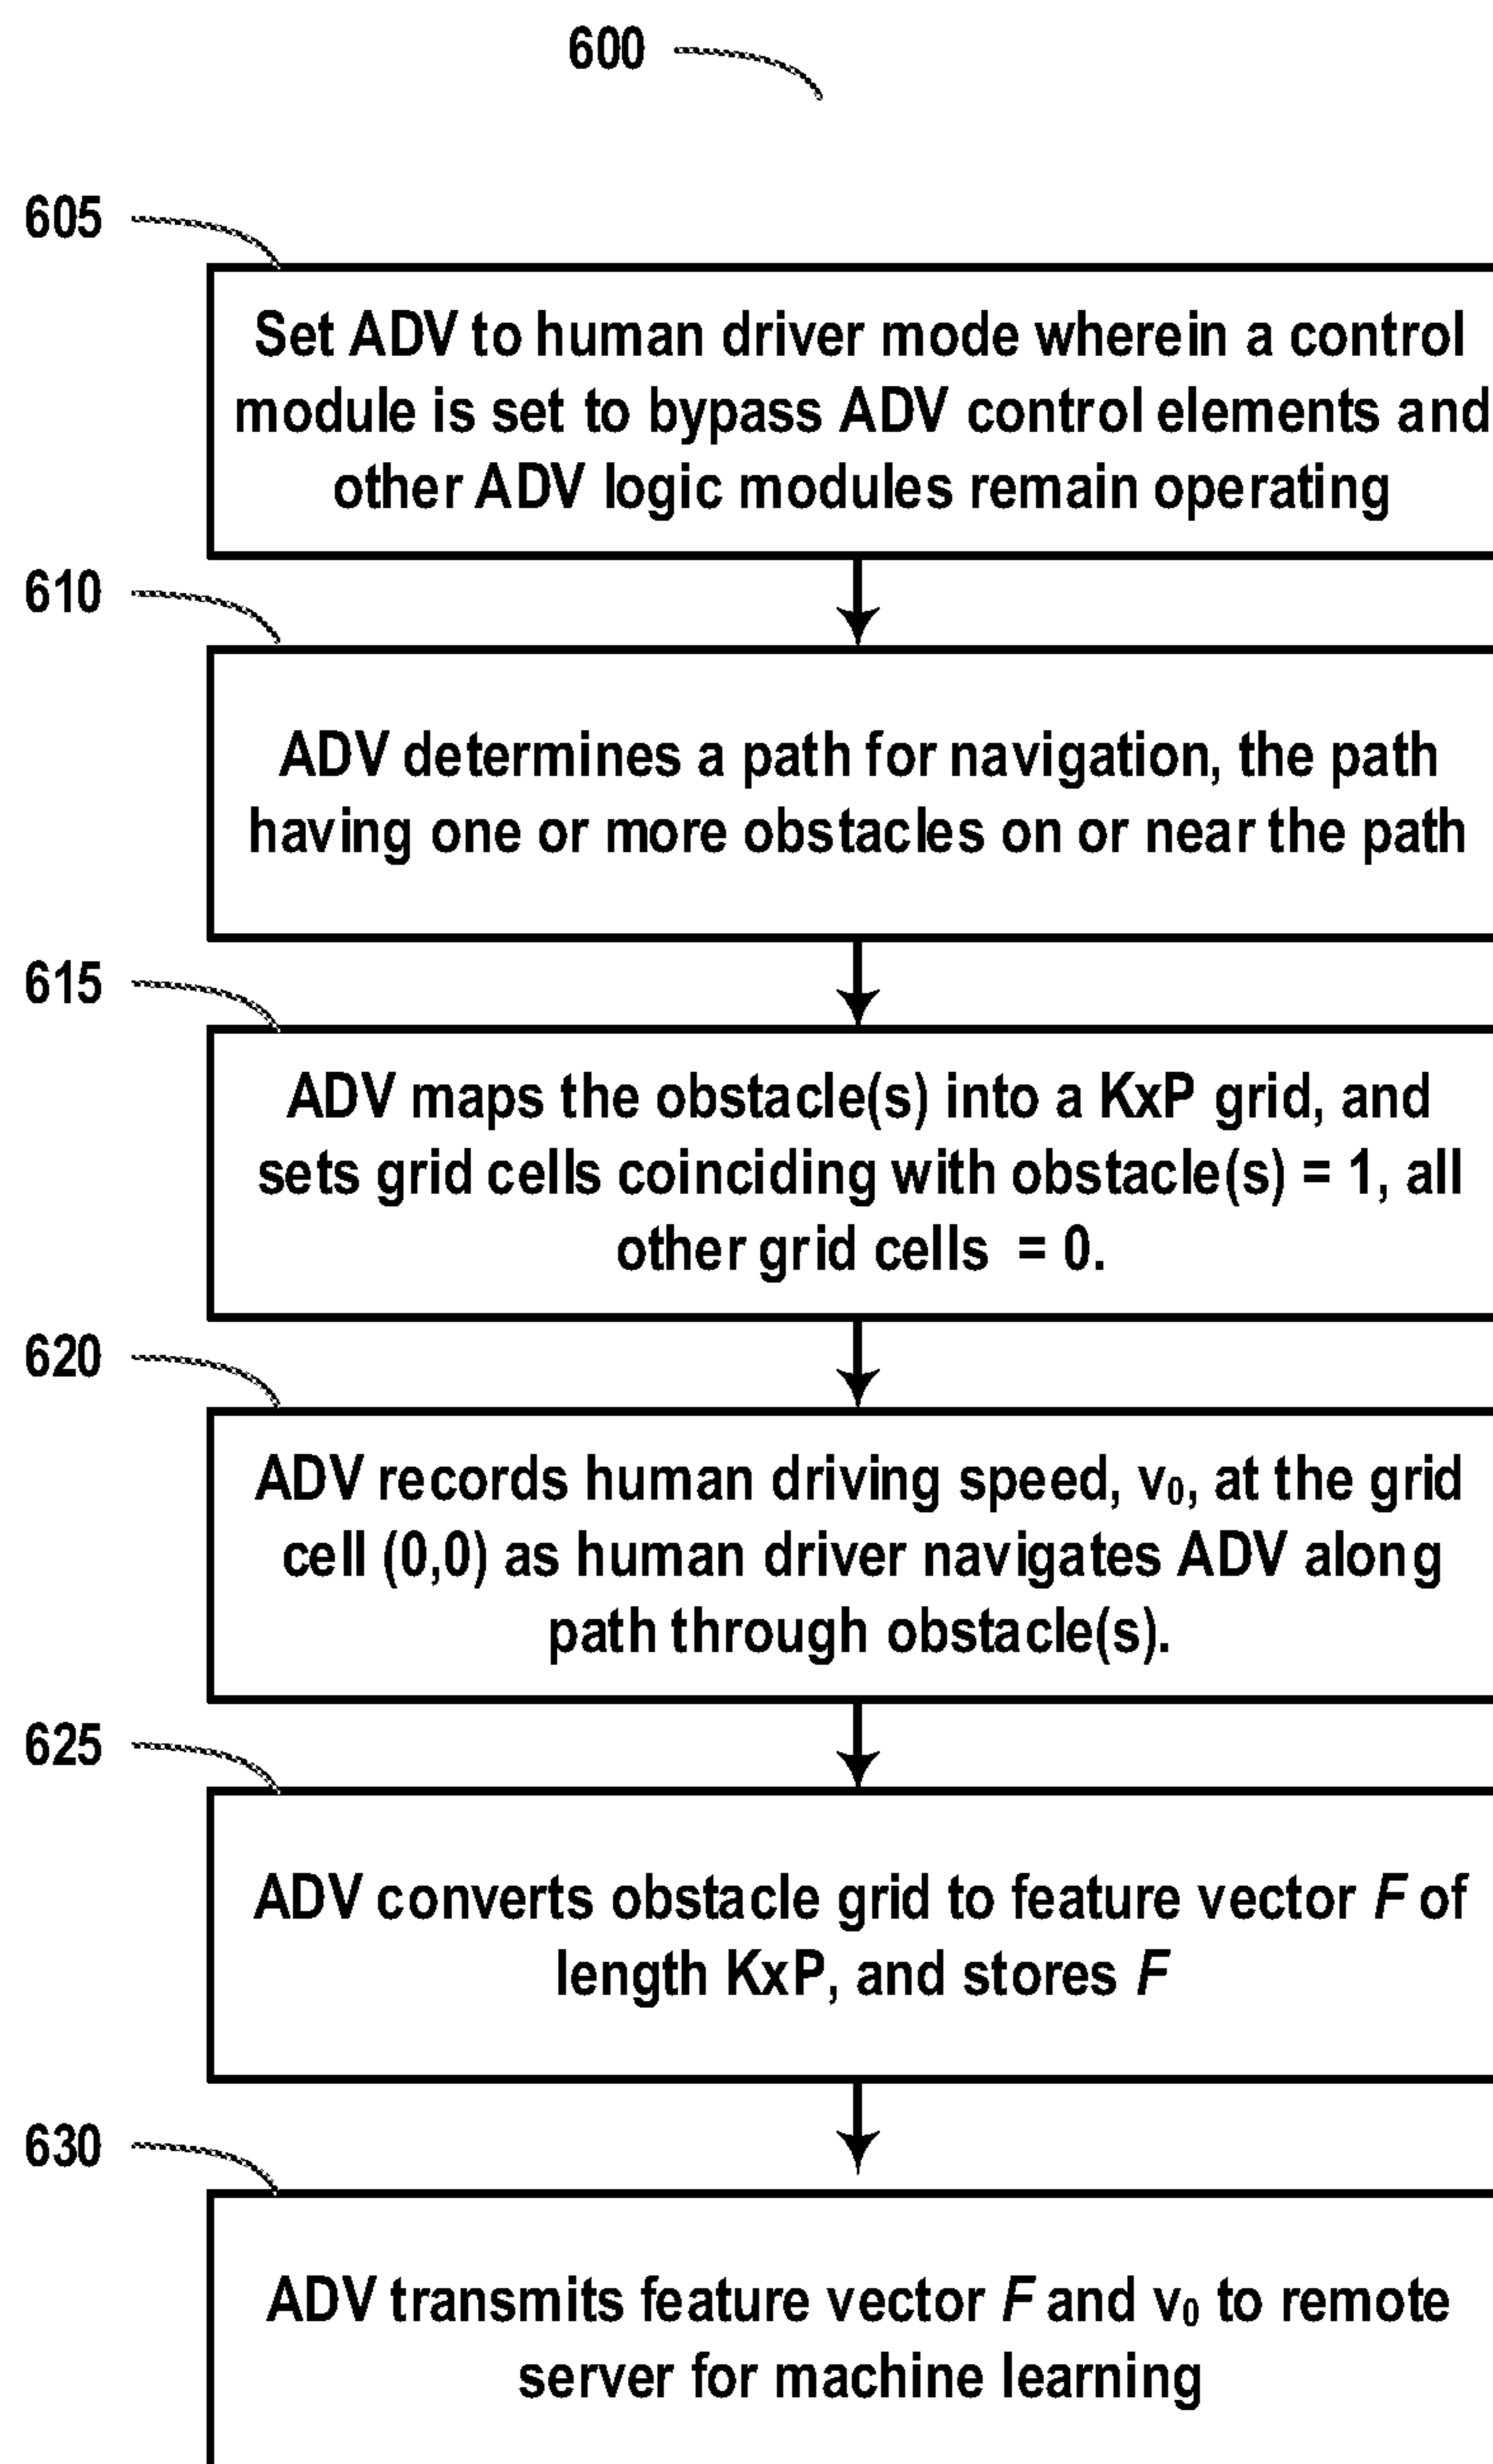 600
605
Set ADV to human driver mode wherein a control
module is set to bypass ADV control elements and
other ADV logic modules remain operating
610
ADV determines a path for navigation, the path
having one or more obstacles on or near the path
615
ADV maps the obstacle(s) into a KxP grid, and
sets grid cells coinciding with obstacle(s) = 1, all
other grid cells = 0.
620
ADV records human driving speed, v₀, at the grid
cell (0,0) as human driver navigates ADV along
path through obstacle(s).
625
ADV converts obstacle grid to feature vector F of
length KxP, and stores F
630
ADV transmits feature vector F and v₀ to remote
server for machine learning